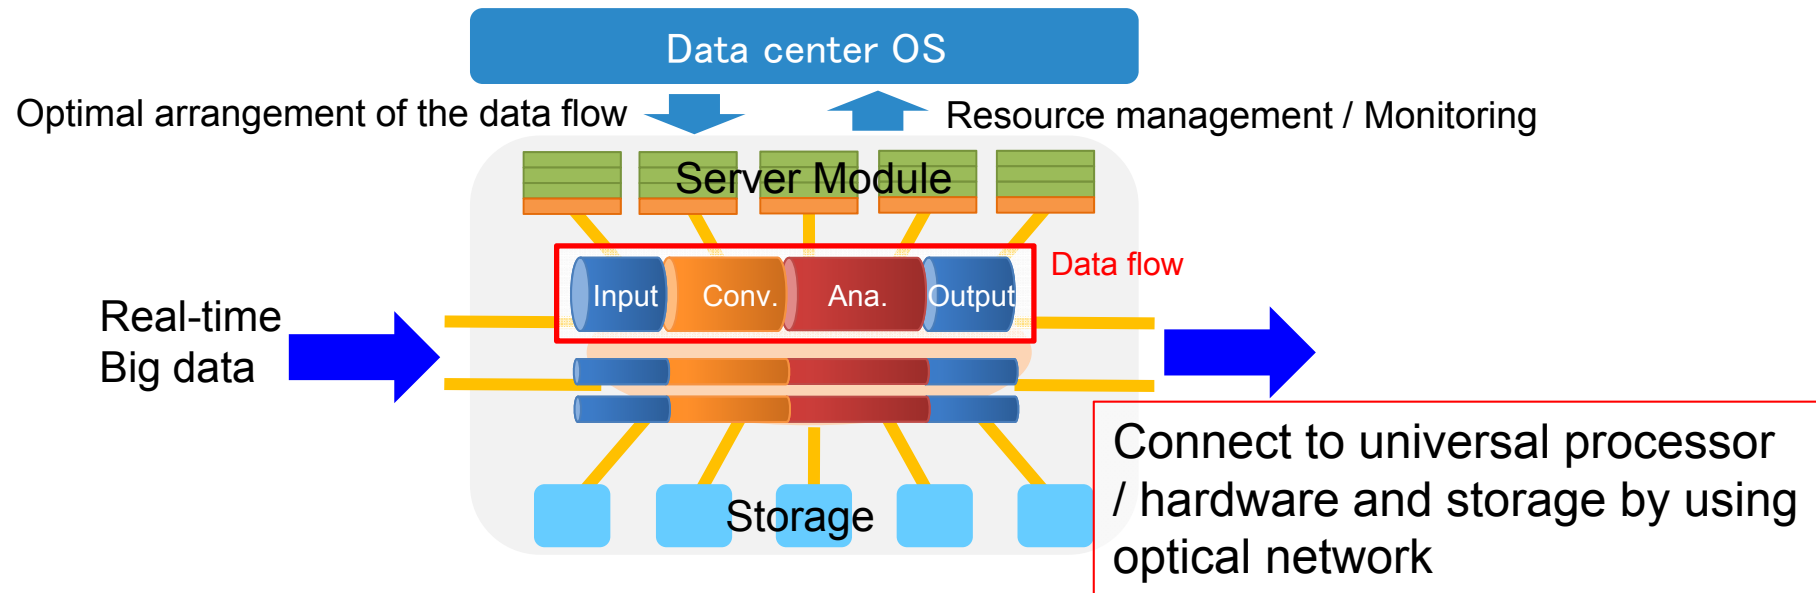 Data center OS
Optimal arrangement of the data flow
Resource management / Monitoring
Server Module
Data flow
Input
Conv.
Ana.
Output
Real-time
Big data
Storage
Connect to universal processor
/ hardware and storage by using
optical network